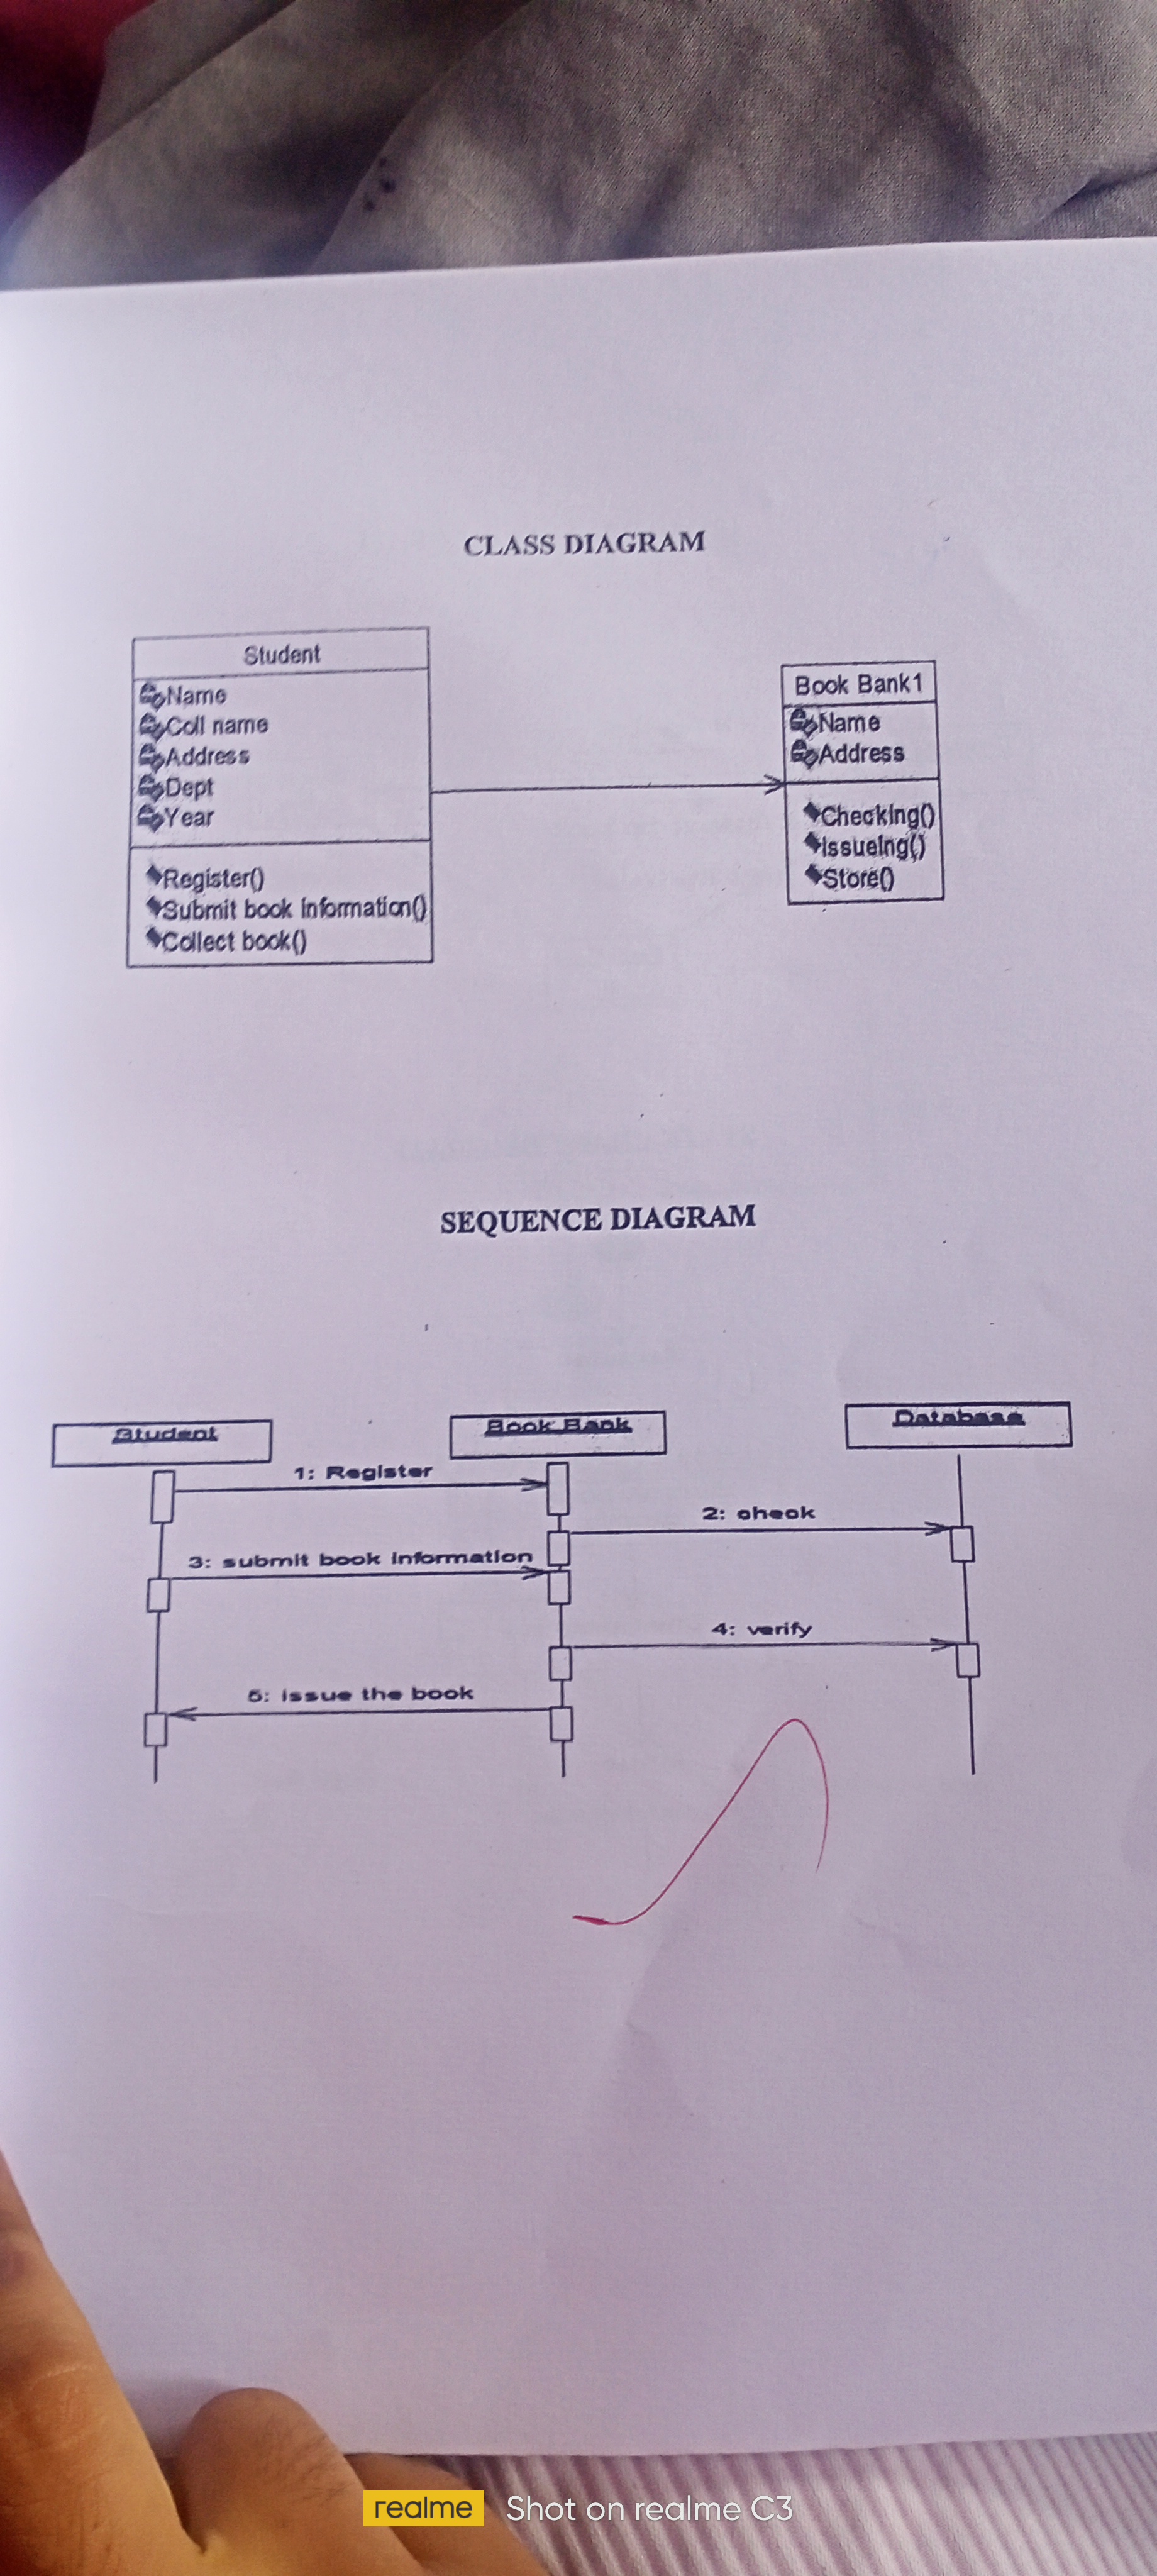 CLASS DIAGRAM
Student
Name
Coll name
Address
Dept
Year
Register()
Submit book information()
Collect book()
Book Bank1
Name
Address
Checking()
issueing()
Store()
SEQUENCE DIAGRAM
Student
Book Bank
Database
1: Register
2: check
3: submit book information
4: verify
5: issue the book
realme Shot on realme C3